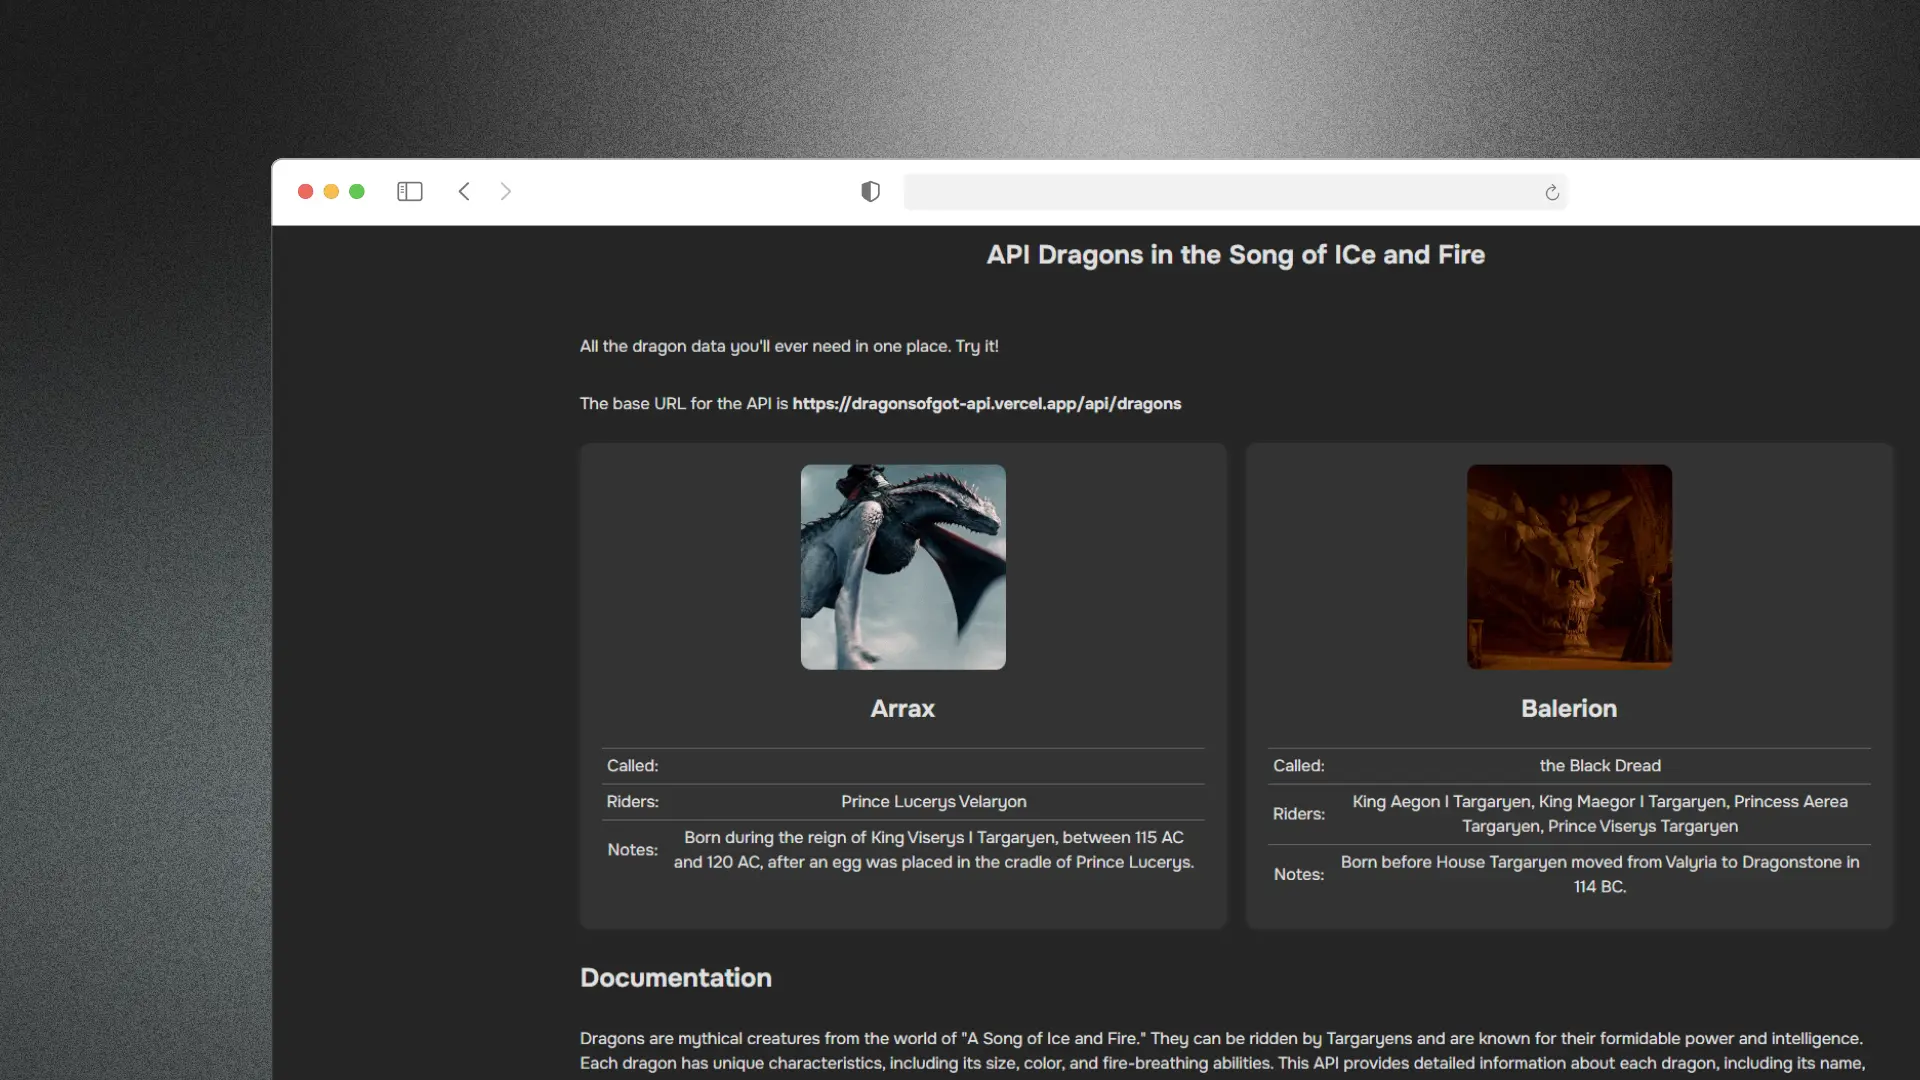 API Dragons in the Song of ICe and Fire
All the dragon data you'll ever need in one place. Try it!
The base URL for the API is https://dragonsofgot-api.vercel.app/api/dragons
Arrax
Called:
Riders: Prince Lucerys Velaryon
Notes: Born during the reign of King Viserys I Targaryen, between 115 AC
and 120 AC, after an egg was placed in the cradle of Prince Lucerys.
Balerion
Called: the Black Dread
Riders: King Aegon I Targaryen, King Maegor I Targaryen, Princess Aerea
Targaryen, Prince Viserys Targaryen
Notes: Born before House Targaryen moved from Valyria to Dragonstone in
114 BC.
Documentation
Dragons are mythical creatures from the world of "A Song of Ice and Fire." They can be ridden by Targaryens and are known for their formidable power and intelligence.
Each dragon has unique characteristics, including its size, color, and fire-breathing abilities. This API provides detailed information about each dragon, including its name,